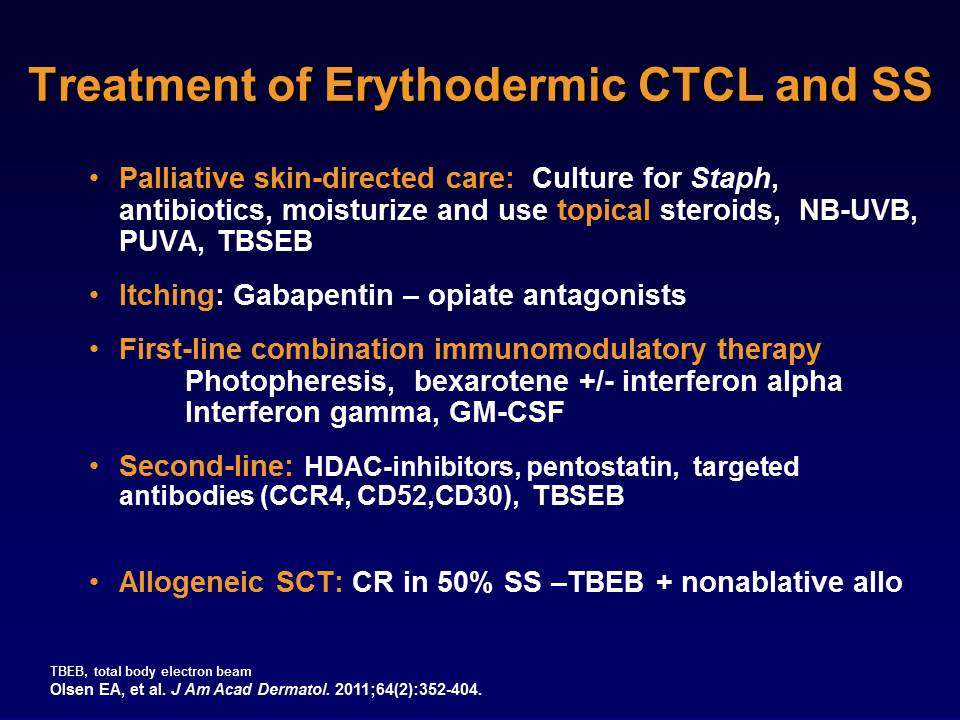 Treatment of Erythodermic CTCL and SS
• Palliative skin-directed care: Culture for Staph,
antibiotics, moisturize and use topical steroids, NB-UVB,
PUVA, TBSEB
• Itching: Gabapentin – opiate antagonists
• First-line combination immunomodulatory therapy
Photopheresis, bexarotene +/- interferon alpha
Interferon gamma, GM-CSF
• Second-line: HDAC-inhibitors, pentostatin, targeted
antibodies (CCR4, CD52,CD30), TBSEB
• Allogeneic SCT: CR in 50% SS –TBEB + nonablative allo
TBEB, total body electron beam
Olsen EA, et al. J Am Acad Dermatol. 2011;64(2):352-404.